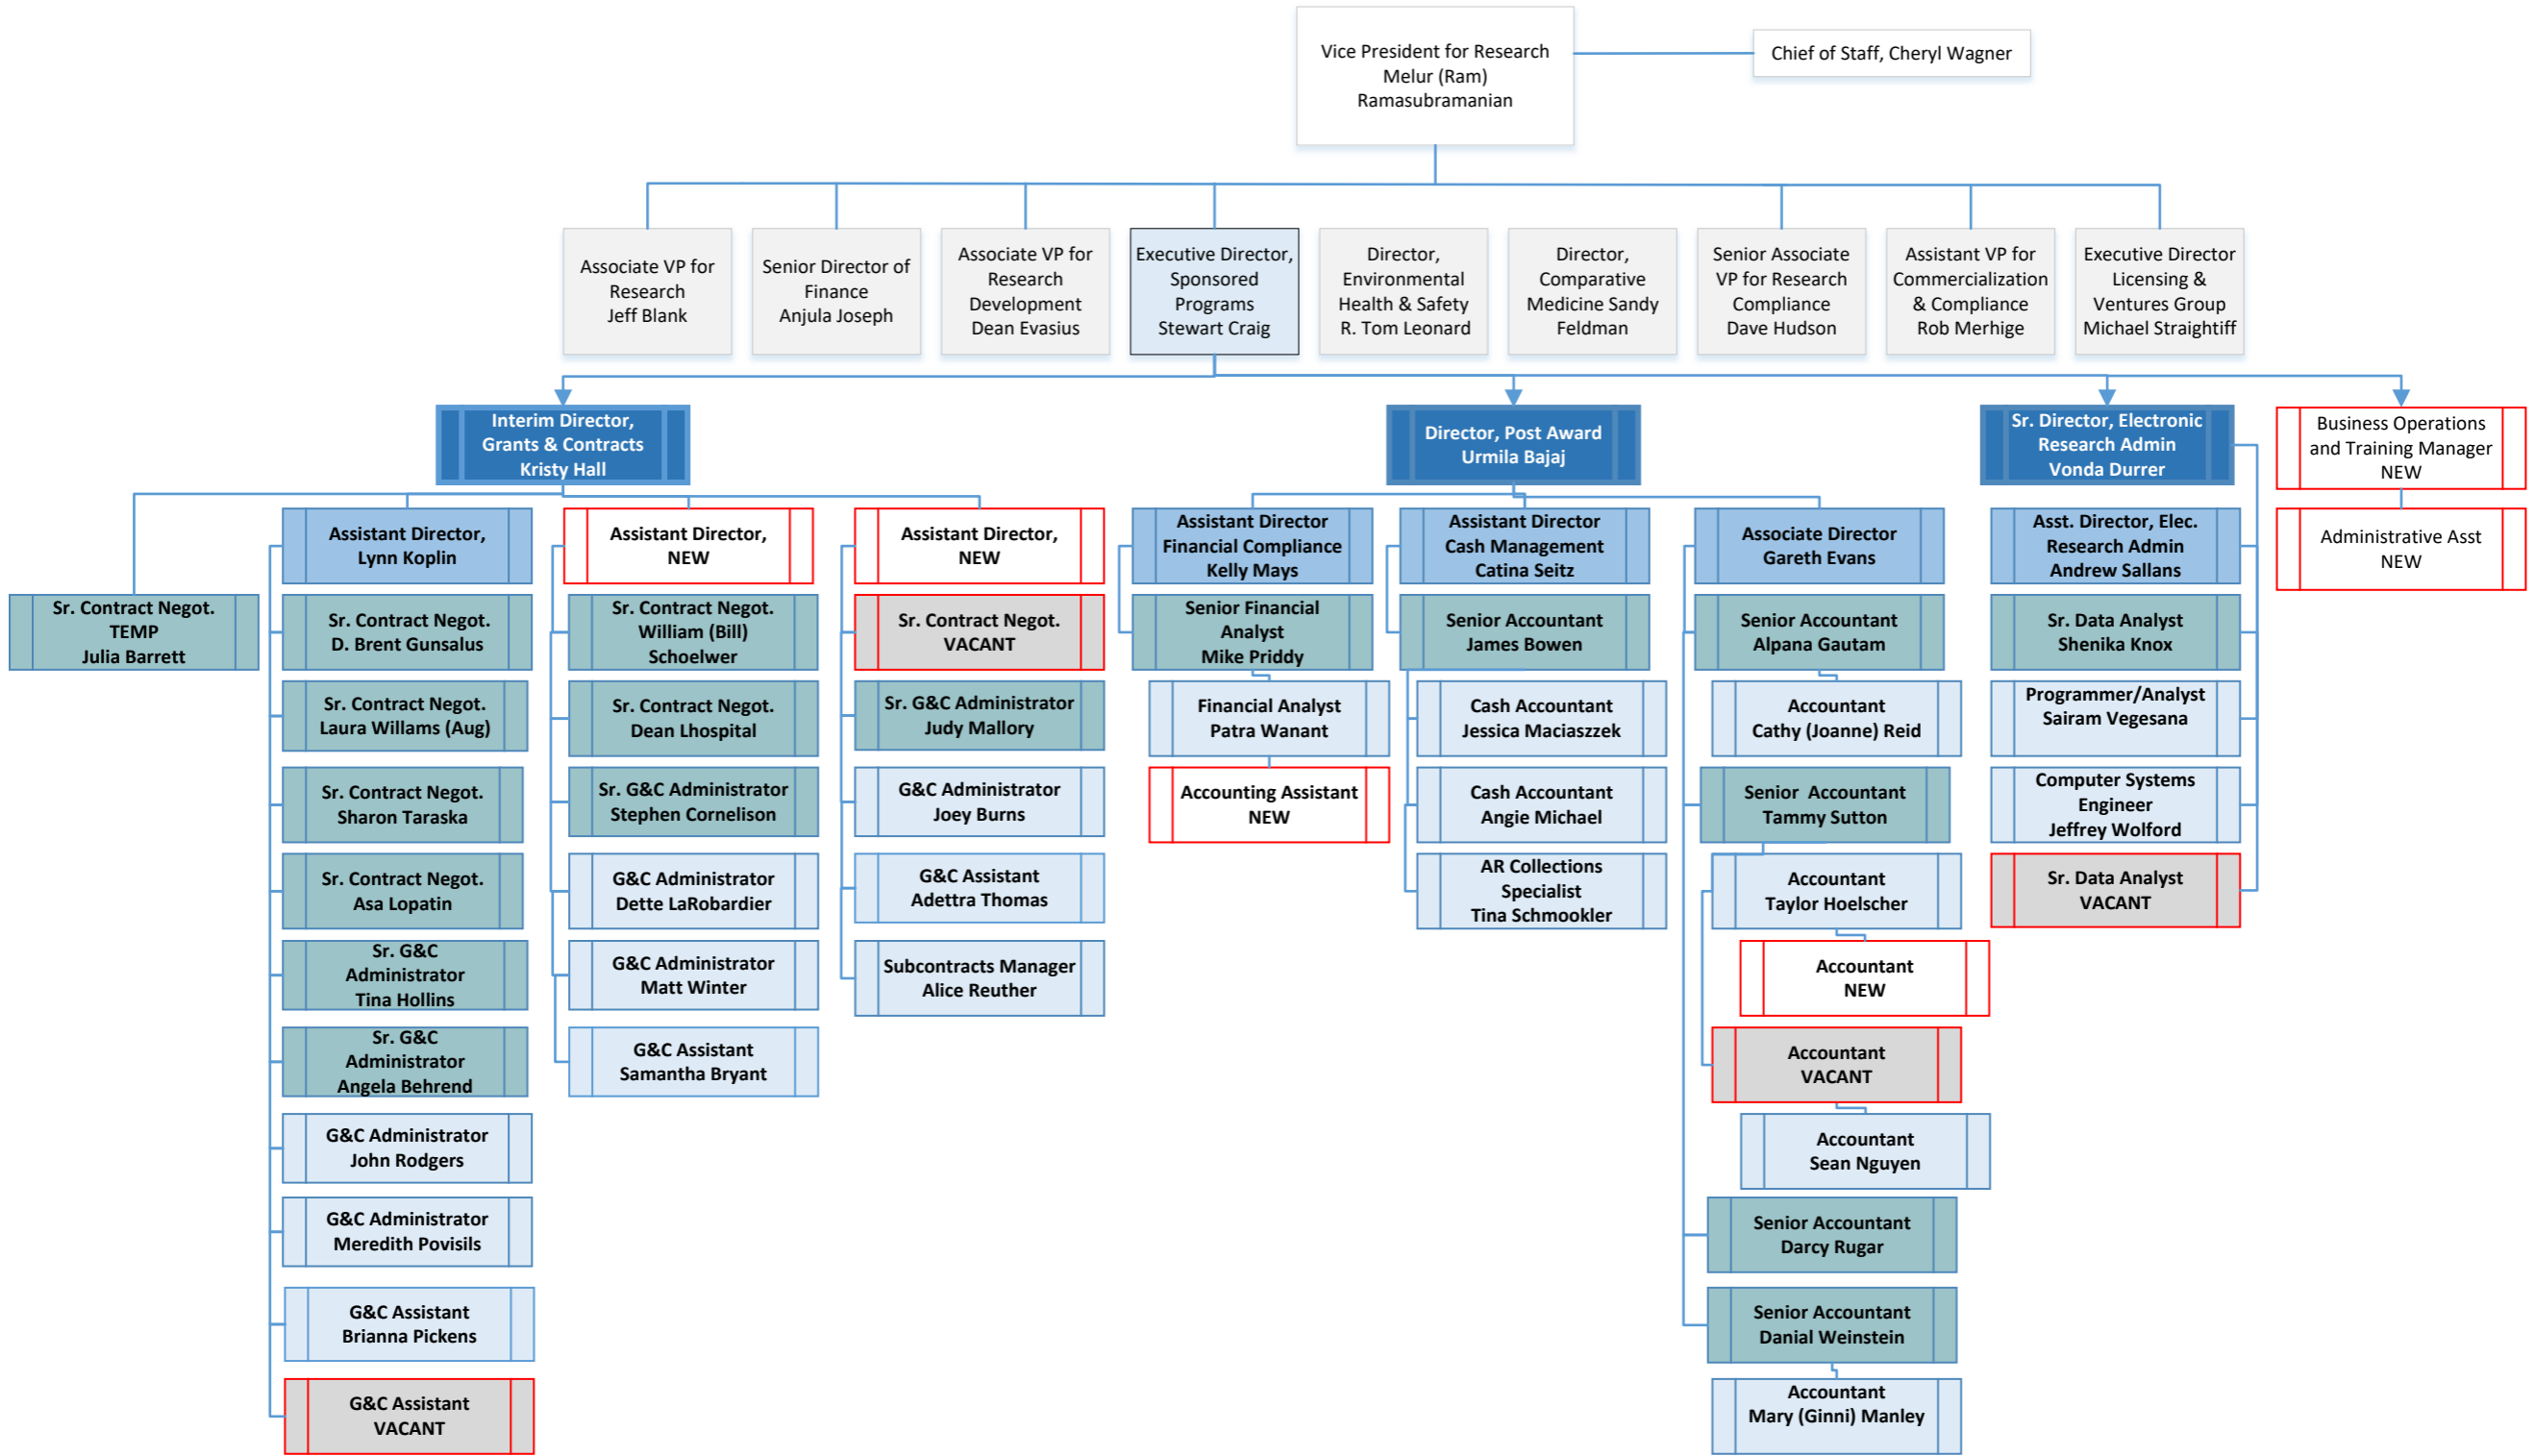 Vice President for Research
Melur (Ram)
Ramasubramanian
Chief of Staff, Cheryl Wagner
Associate VP for
Research
Jeff Blank
Senior Director of
Finance
Anjula Joseph
Associate VP for
Research
Development
Dean Evasius
Executive Director,
Sponsored
Programs
Stewart Craig
Director,
Environmental
Health & Safety
R. Tom Leonard
Director,
Comparative
Medicine Sandy
Feldman
Senior Associate
VP for Research
Compliance
Dave Hudson
Assistant VP for
Commercialization
& Compliance
Rob Merhige
Executive Director
Licensing &
Ventures Group
Michael Straightiff
Interim Director,
Grants & Contracts
Kristy Hall
Director, Post Award
Urmila Bajaj
Sr. Director, Electronic
Research Admin
Vonda Durrer
Business Operations
and Training Manager
NEW
Administrative Asst
NEW
Sr. Contract Negot.
TEMP
Julia Barrett
Assistant Director,
Lynn Koplin
Sr. Contract Negot.
D. Brent Gunsalus
Sr. Contract Negot.
Laura Willams (Aug)
Sr. Contract Negot.
Sharon Taraska
Sr. Contract Negot.
Asa Lopatin
Sr. G&C
Administrator
Tina Hollins
Sr. G&C
Administrator
Angela Behrend
G&C Administrator
John Rodgers
G&C Administrator
Meredith Povisils
G&C Assistant
Brianna Pickens
G&C Assistant
VACANT
Assistant Director,
NEW
Sr. Contract Negot.
William (Bill)
Schoelwer
Sr. Contract Negot.
Dean Lhospital
Sr. G&C Administrator
Stephen Cornelison
G&C Administrator
Dette LaRobardier
G&C Administrator
Matt Winter
G&C Assistant
Samantha Bryant
Assistant Director,
NEW
Sr. Contract Negot.
VACANT
Sr. G&C Administrator
Judy Mallory
G&C Administrator
Joey Burns
G&C Assistant
Adettra Thomas
Subcontracts Manager
Alice Reuther
Assistant Director
Financial Compliance
Kelly Mays
Senior Financial
Analyst
Mike Priddy
Financial Analyst
Patra Wanant
Accounting Assistant
NEW
Assistant Director
Cash Management
Catina Seitz
Senior Accountant
James Bowen
Cash Accountant
Jessica Maciaszzek
Cash Accountant
Angie Michael
AR Collections
Specialist
Tina Schmookler
Associate Director
Gareth Evans
Senior Accountant
Alpana Gautam
Accountant
Cathy (Joanne) Reid
Senior Accountant
Tammy Sutton
Accountant
Taylor Hoelscher
Accountant
NEW
Accountant
VACANT
Accountant
Sean Nguyen
Senior Accountant
Darcy Rugar
Senior Accountant
Danial Weinstein
Accountant
Mary (Ginni) Manley
Asst. Director, Elec.
Research Admin
Andrew Sallans
Sr. Data Analyst
Shenika Knox
Programmer/Analyst
Sairam Vegesana
Computer Systems
Engineer
Jeffrey Wolford
Sr. Data Analyst
VACANT